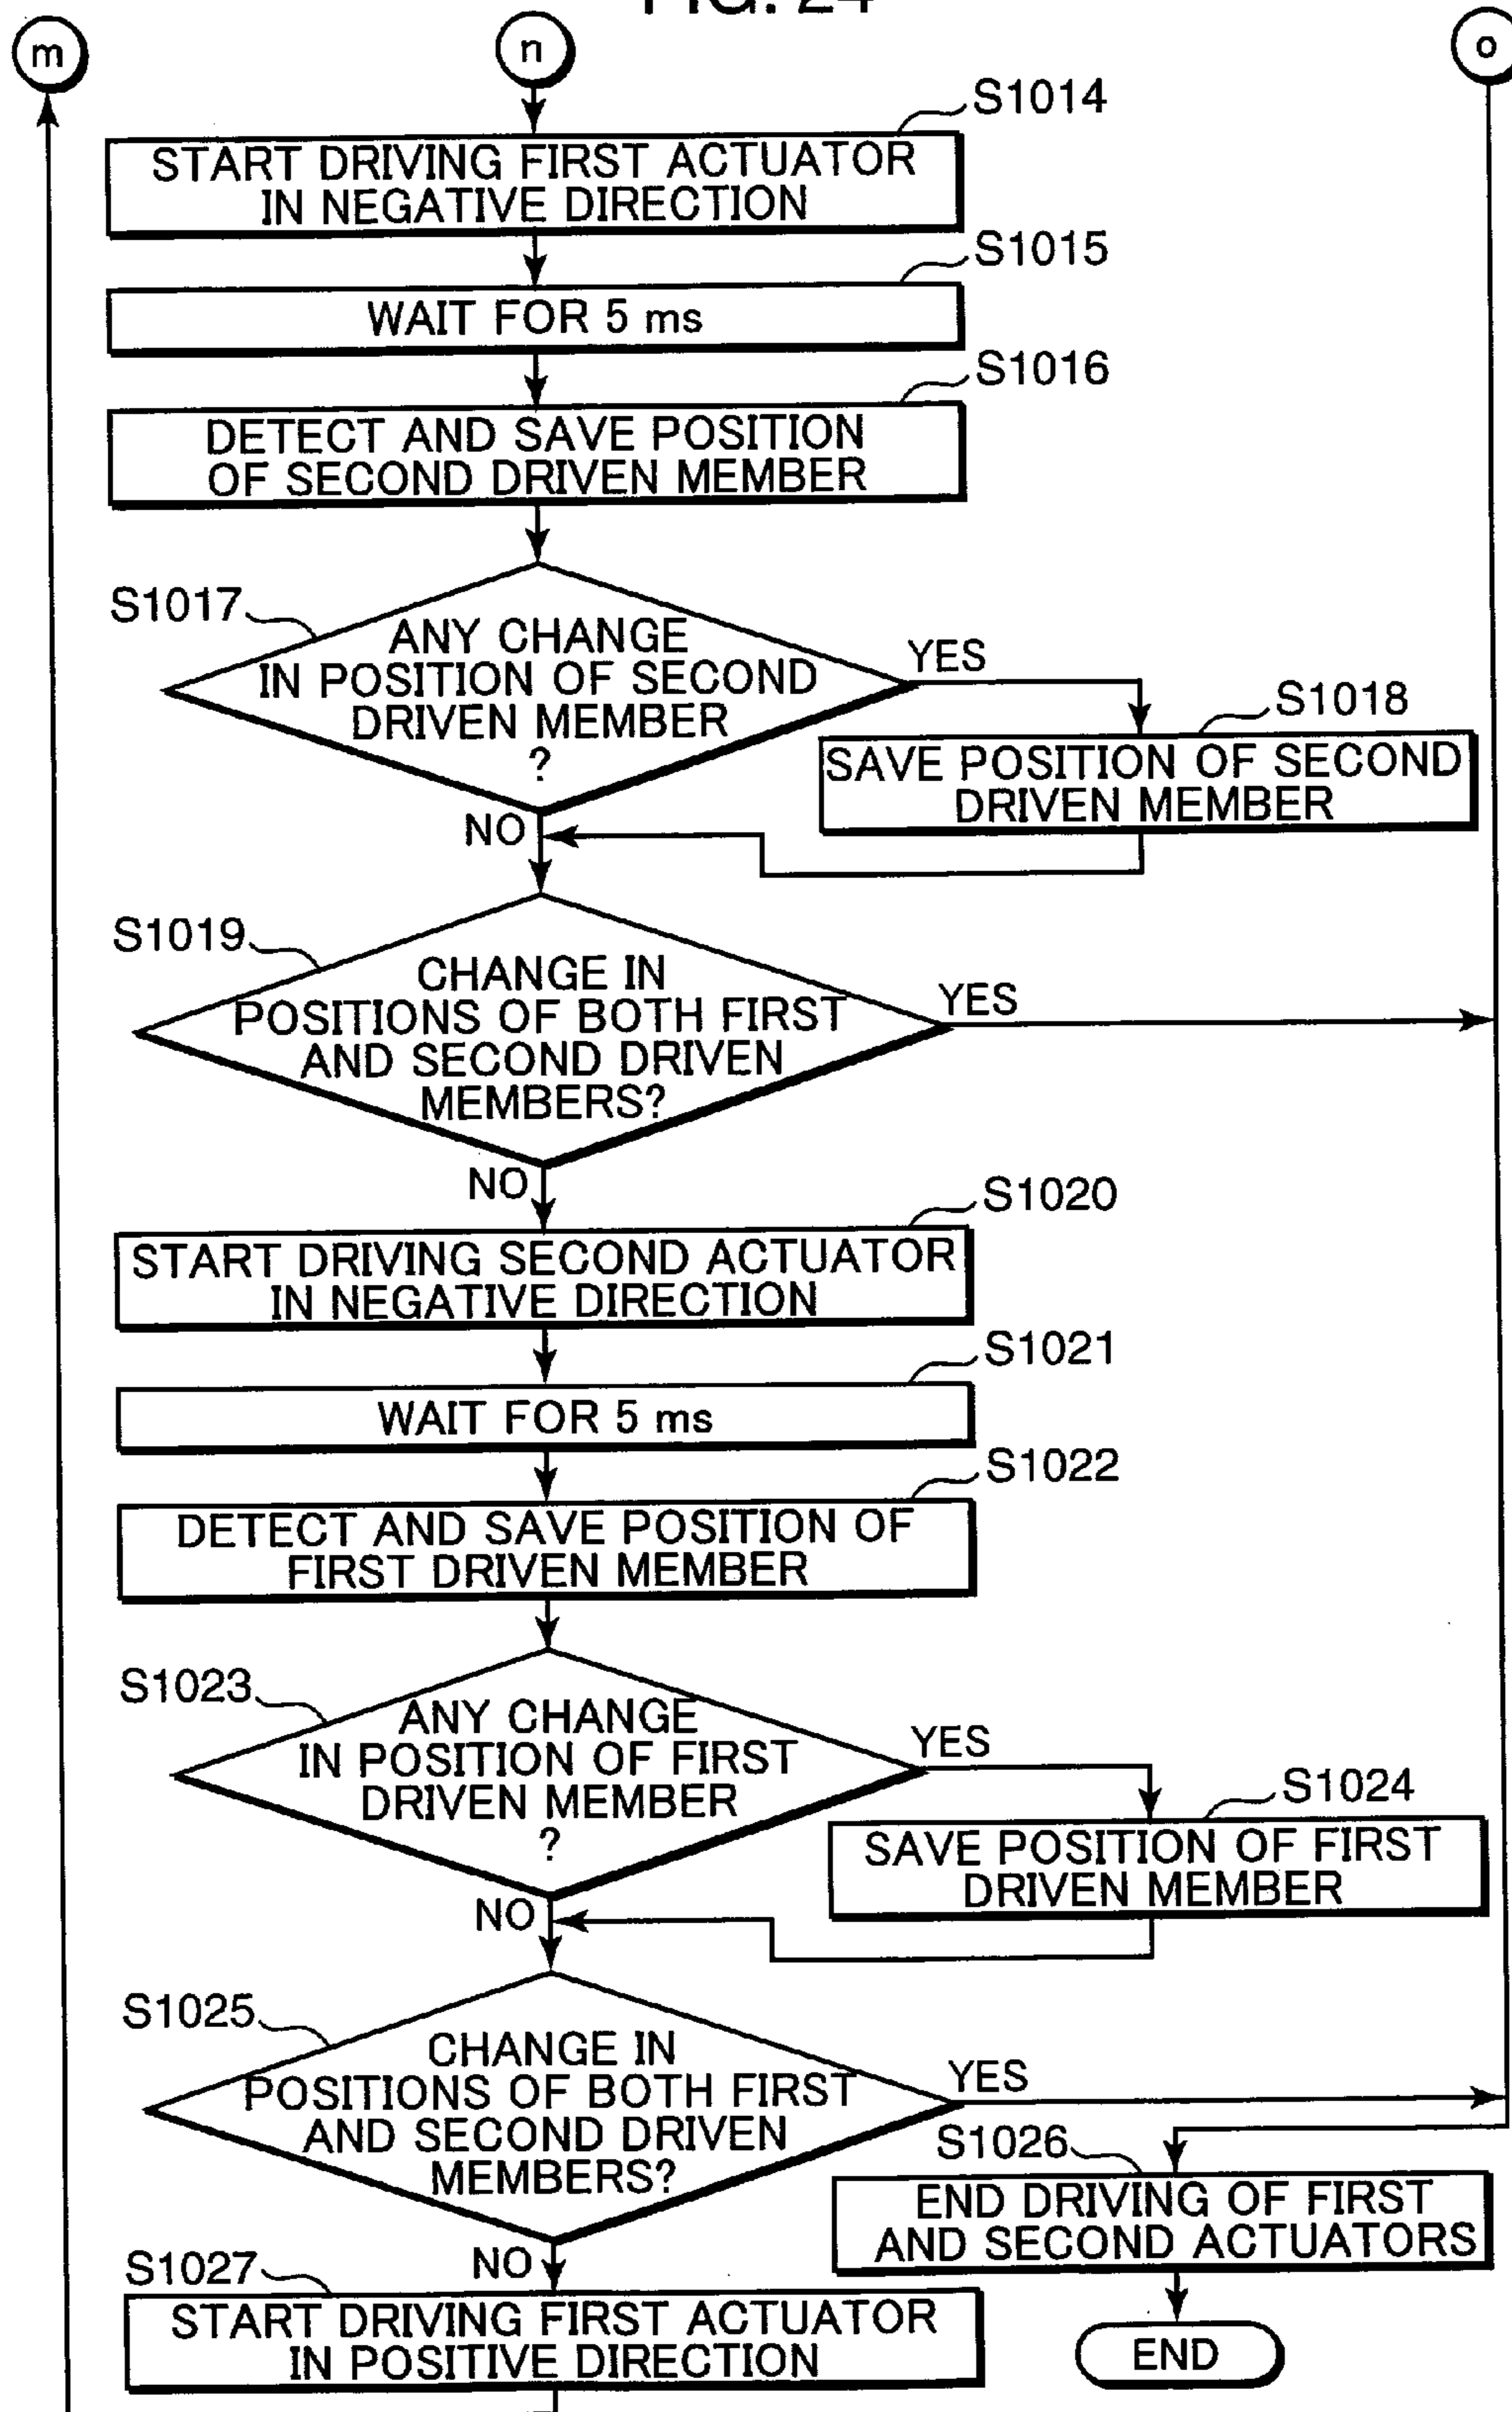 FIG. 24
m
n
o
S1014
START DRIVING FIRST ACTUATOR
IN NEGATIVE DIRECTION
S1015
WAIT FOR 5 ms
S1016
DETECT AND SAVE POSITION
OF SECOND DRIVEN MEMBER
S1017
ANY CHANGE
IN POSITION OF SECOND
DRIVEN MEMBER
?
YES
S1018
SAVE POSITION OF SECOND
DRIVEN MEMBER
NO
S1019
CHANGE IN
POSITIONS OF BOTH FIRST
AND SECOND DRIVEN
MEMBERS?
YES
NO
S1020
START DRIVING SECOND ACTUATOR
IN NEGATIVE DIRECTION
S1021
WAIT FOR 5 ms
S1022
DETECT AND SAVE POSITION OF
FIRST DRIVEN MEMBER
S1023
ANY CHANGE
IN POSITION OF FIRST
DRIVEN MEMBER
?
YES
S1024
SAVE POSITION OF FIRST
DRIVEN MEMBER
NO
S1025
CHANGE IN
POSITIONS OF BOTH FIRST
AND SECOND DRIVEN
MEMBERS?
YES
S1026
END DRIVING OF FIRST
AND SECOND ACTUATORS
NO
S1027
START DRIVING FIRST ACTUATOR
IN POSITIVE DIRECTION
END